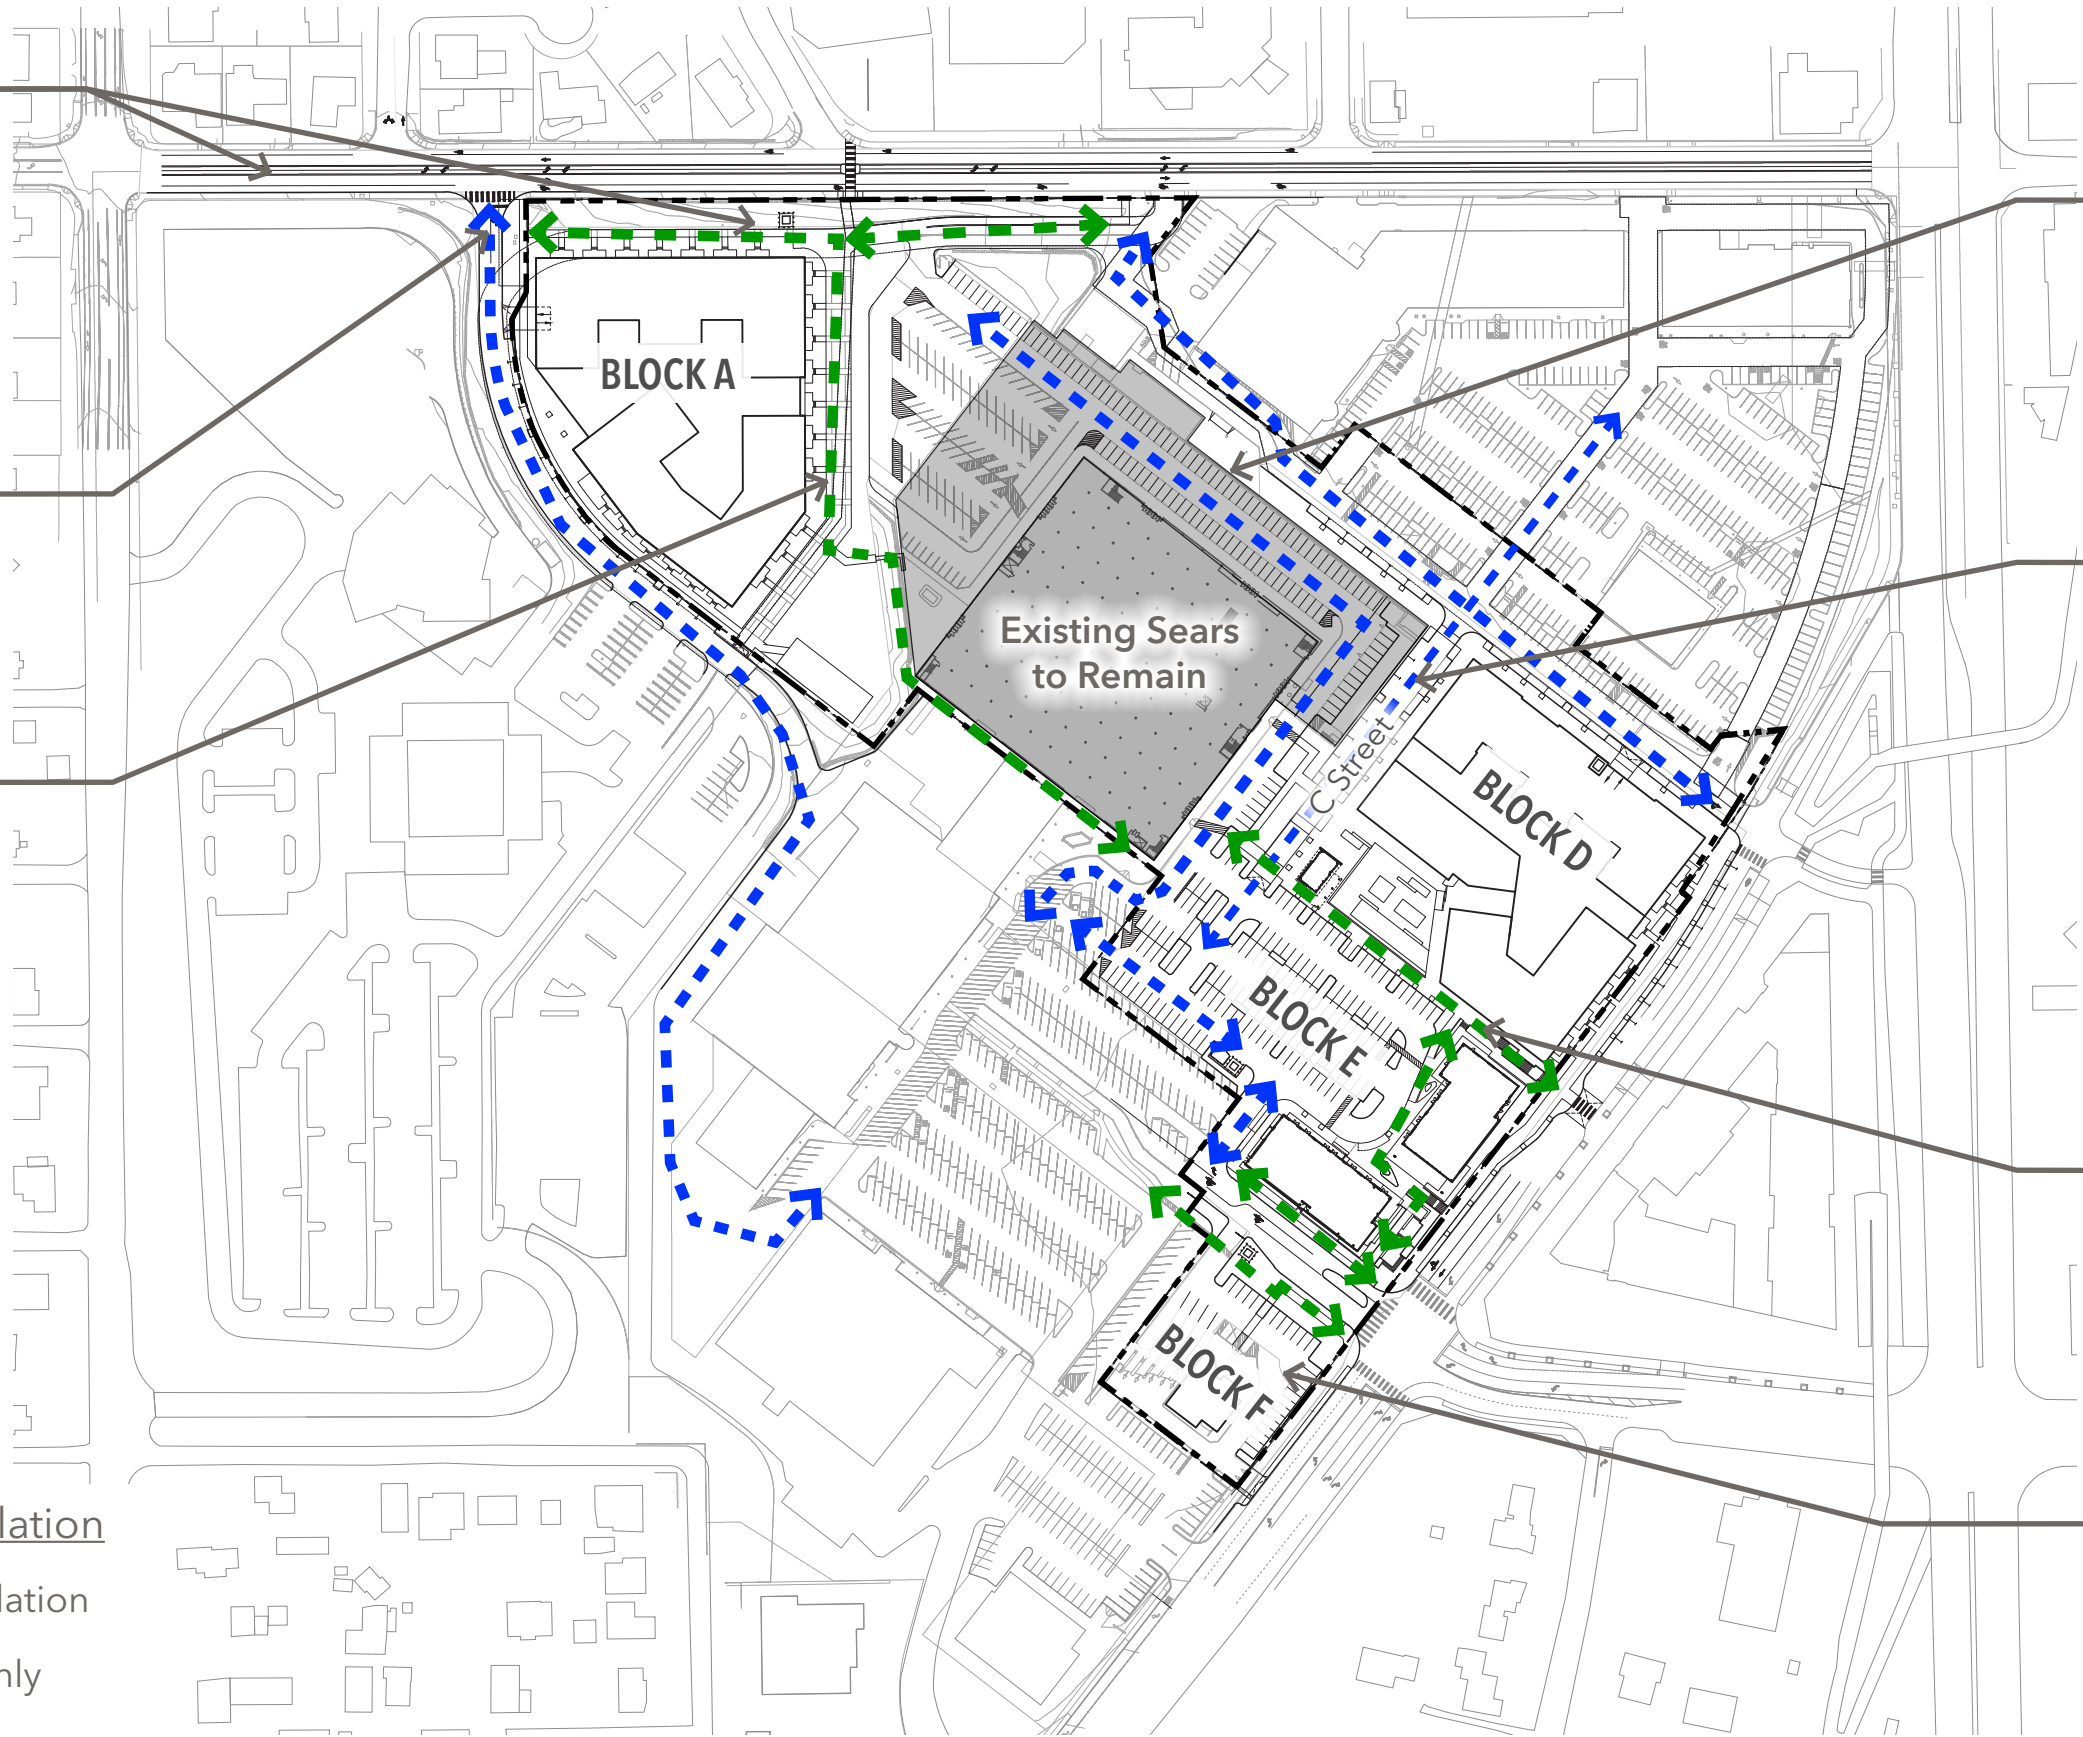 BLOCK A
Existing Sears
to Remain
C Street
BLOCK D
BLOCK E
BLOCK F
lation
lation
nly